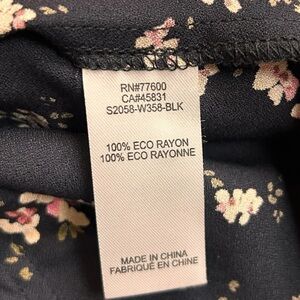 RN#77600
CA#45831
S2058-W358-BLK
100% ECO RAYON
100% ECO RAYONNE
MADE IN CHINA
FABRIQUÉ EN CHINE